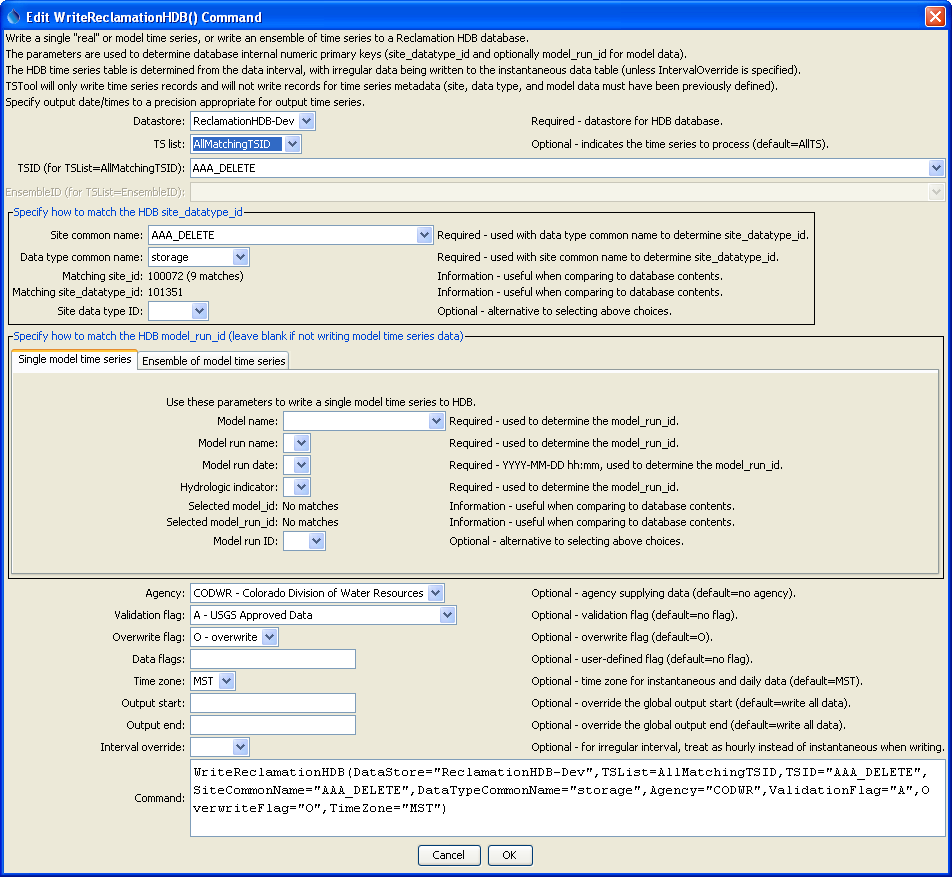 Edit WriteReclamationHDB() Command
Write a single "real" or model time series, or write an ensemble of time series to a Reclamation HDB database.
The parameters are used to determine database internal numeric primary keys (site_datatype_id and optionally model_run_id for model data).
The HDB time series table is determined from the data interval, with irregular data being written to the instantaneous data table (unless IntervalOverride is specified).
TSTool will only write time series records and will not write records for time series metadata (site, data type, and model data must have been previously defined).
Specify output date/times to a precision appropriate for output time series.
Datastore: ReclamationHDB-Dev Required - datastore for HDB database.
TS list: AllMatchingTSID Optional - indicates the time series to process (default=AllTS).
TSID (for TSList=AllMatchingTSID): AAA_DELETE
EnsembleID (for TSList=EnsembleID):
Specify how to match the HDB site_datatype_id
Site common name: AAA_DELETE Required - used with data type common name to determine site_datatype_id.
Data type common name: storage Required - used with site common name to determine site_datatype_id.
Matching site_id: 100072 (9 matches) Information - useful when comparing to database contents.
Matching site_datatype_id: 101351 Information - useful when comparing to database contents.
Site data type ID: Optional - alternative to selecting above choices.
Specify how to match the HDB model_run_id (leave blank if not writing model time series data)
Single model time series Ensemble of model time series
Use these parameters to write a single model time series to HDB.
Model name: Required - used to determine the model_run_id.
Model run name: Required - used to determine the model_run_id.
Model run date: Required - YYYY-MM-DD hh:mm, used to determine the model_run_id.
Hydrologic indicator: Required - used to determine the model_run_id.
Selected model_id: No matches Information - useful when comparing to database contents.
Selected model_run_id: No matches Information - useful when comparing to database contents.
Model run ID: Optional - alternative to selecting above choices.
Agency: CODWR - Colorado Division of Water Resources Optional - agency supplying data (default=no agency).
Validation flag: A - USGS Approved Data Optional - validation flag (default=no flag).
Overwrite flag: O - overwrite Optional - overwrite flag (default=O).
Data flags: Optional - user-defined flag (default=no flag).
Time zone: MST Optional - time zone for instantaneous and daily data (default=MST).
Output start: Optional - override the global output start (default=write all data).
Output end: Optional - override the global output end (default=write all data).
Interval override: Optional - for irregular interval, treat as hourly instead of instantaneous when writing.
WriteReclamationHDB(DataStore="ReclamationHDB-Dev",TSList=AllMatchingTSID,TSID="AAA_DELETE",
SiteCommonName="AAA_DELETE",DataTypeCommonName="storage",Agency="CODWR",ValidationFlag="A",O
Command: verwriteFlag="O",TimeZone="MST")
Cancel OK